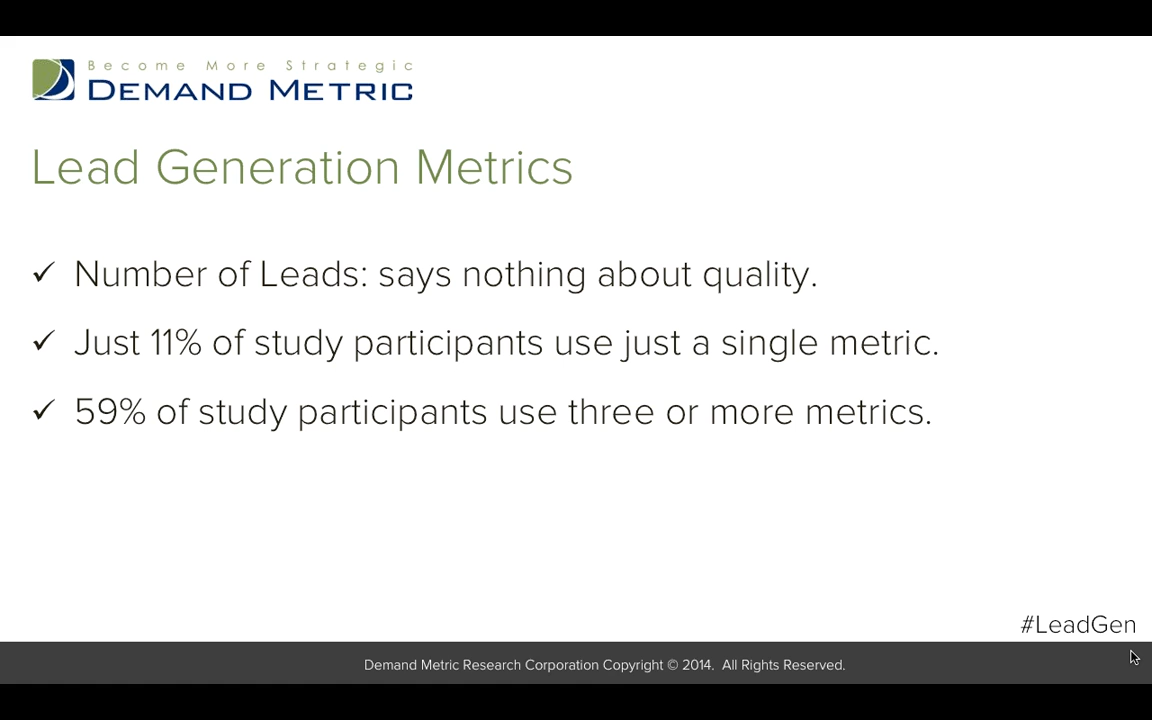 Become More Strategic
DEMAND METRIC
Lead Generation Metrics
✓ Number of Leads: says nothing about quality.
✓ Just 11% of study participants use just a single metric.
✓ 59% of study participants use three or more metrics.
#LeadGen
Demand Metric Research Corporation Copyright © 2014. All Rights Reserved.